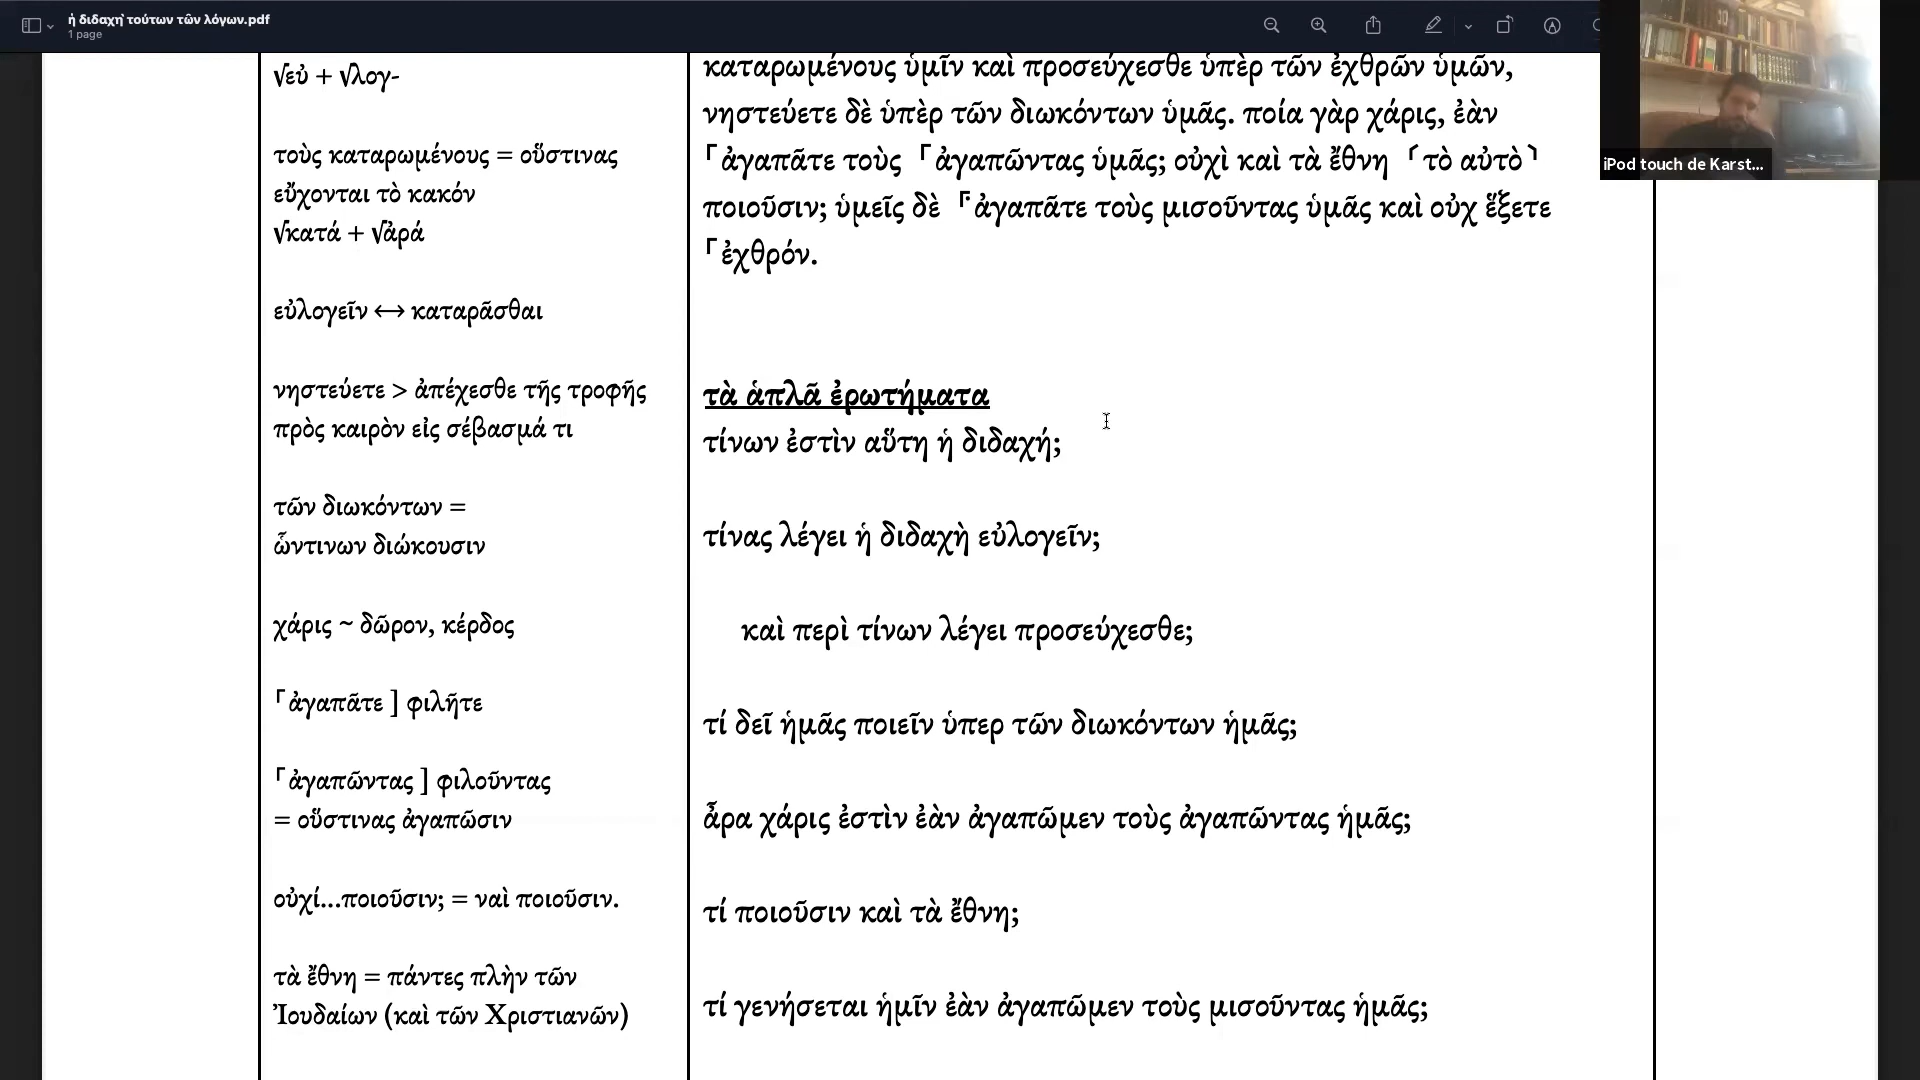 ἡ διδαχὴ τούτων τῶν λόγων.pdf
1 page
√εὐ + √λογ-
τοὺς καταρωμένους = οὕστινας
εὔχονται τὸ κακόν
√κατά + √ἀρά
εὐλογεῖν ↔ καταρᾶσθαι
νηστεύετε > ἀπέχεσθε τῆς τροφῆς
πρὸς καιρὸν εἰς σέβασμά τι
τῶν διωκόντων =
ὧντινων διώκουσιν
χάρις ~ δῶρον, κέρδος
⸀ἀγαπᾶτε ] φιλῆτε
⸀ἀγαπῶντας ] φιλοῦντας
= οὕστινας ἀγαπῶσιν
οὐχί...ποιοῦσιν; = ναὶ ποιοῦσιν.
τὰ ἔθνη = πάντες πλὴν τῶν
Ἰουδαίων (καὶ τῶν Χριστιανῶν)
καταρωμένους ὑμῖν καὶ προσεύχεσθε ὑπὲρ τῶν ἐχθρῶν ὑμῶν,
νηστεύετε δὲ ὑπὲρ τῶν διωκόντων ὑμᾶς. ποία γὰρ χάρις, ἐὰν
⸀ἀγαπᾶτε τοὺς ⸀ἀγαπῶντας ὑμᾶς; οὐχὶ καὶ τὰ ἔθνη ⸂τὸ αὐτὸ⸃
ποιοῦσιν; ὑμεῖς δὲ ⸁ἀγαπᾶτε τοὺς μισοῦντας ὑμᾶς καὶ οὐχ ἕξετε
⸀ἐχθρόν.
τὰ ἁπλᾶ ἐρωτήματα
τίνων ἐστὶν αὕτη ἡ διδαχή;
τίνας λέγει ἡ διδαχὴ εὐλογεῖν;
καὶ περὶ τίνων λέγει προσεύχεσθε;
τί δεῖ ἡμᾶς ποιεῖν ὑπερ τῶν διωκόντων ἡμᾶς;
ἆρα χάρις ἐστὶν ἐὰν ἀγαπῶμεν τοὺς ἀγαπῶντας ἡμᾶς;
τί ποιοῦσιν καὶ τὰ ἔθνη;
τί γενήσεται ἡμῖν ἐὰν ἀγαπῶμεν τοὺς μισοῦντας ἡμᾶς;
iPod touch de Karst...